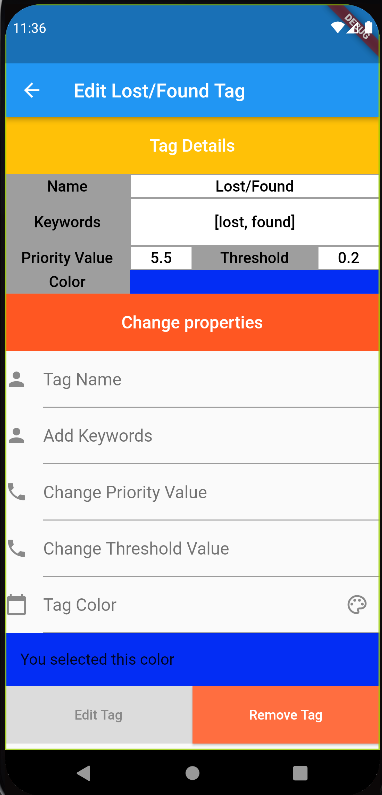 11:36
DEBUG
Edit Lost/Found Tag
Tag Details
Name Lost/Found
Keywords [lost, found]
Priority Value 5.5 Threshold 0.2
Color
Change properties
Tag Name
Add Keywords
Change Priority Value
Change Threshold Value
Tag Color
You selected this color
Edit Tag Remove Tag